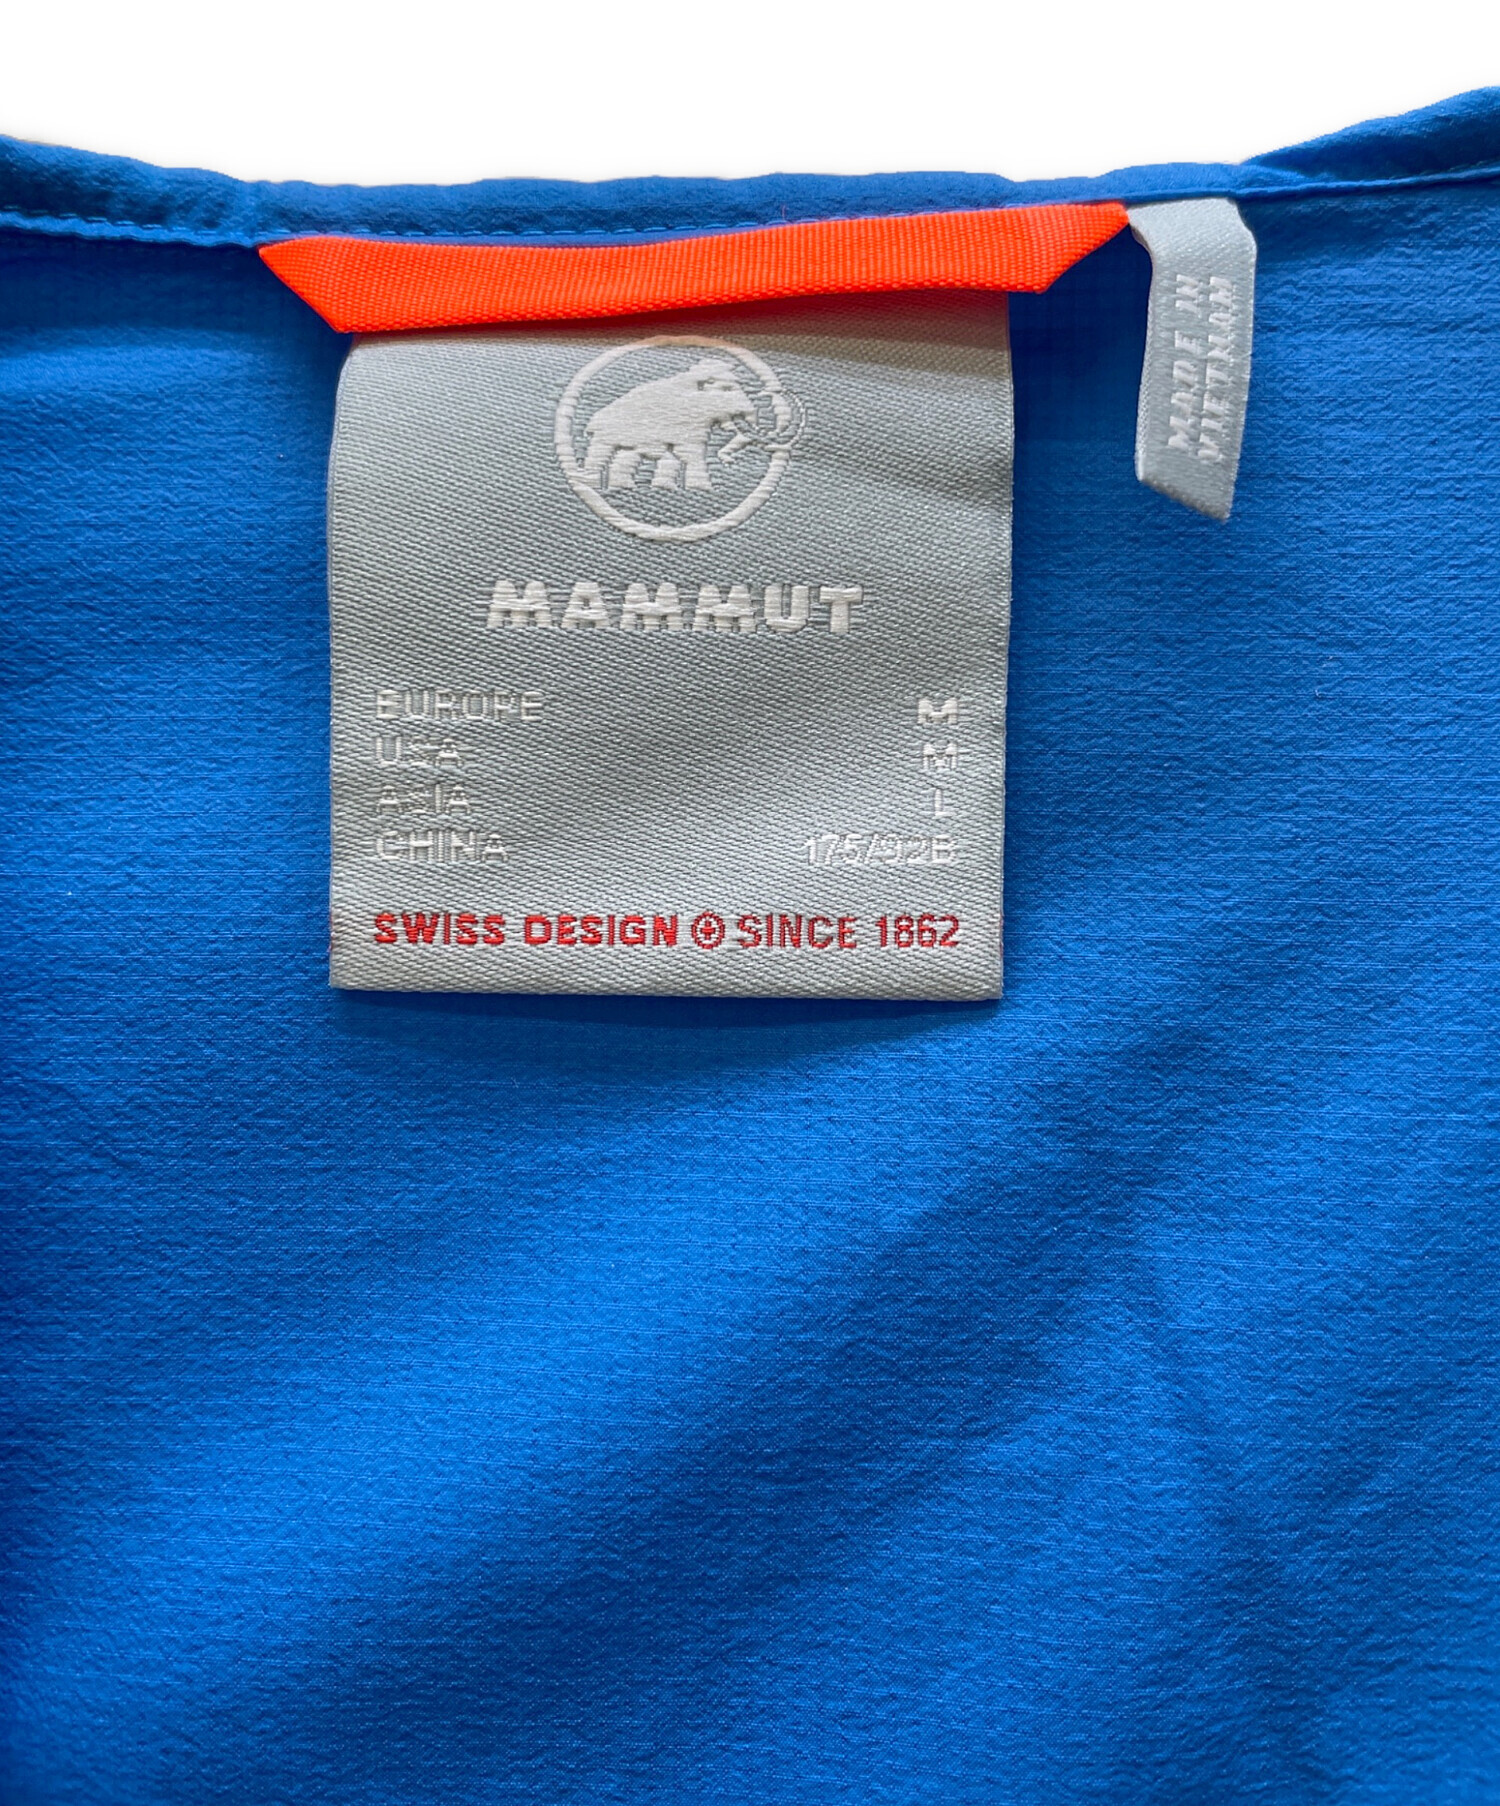 MAMMUT
EUROPE M
USA M
ASIA L
CHINA 175/92B
SWISS DESIGN SINCE 1862
MADE IN
VIETNAM